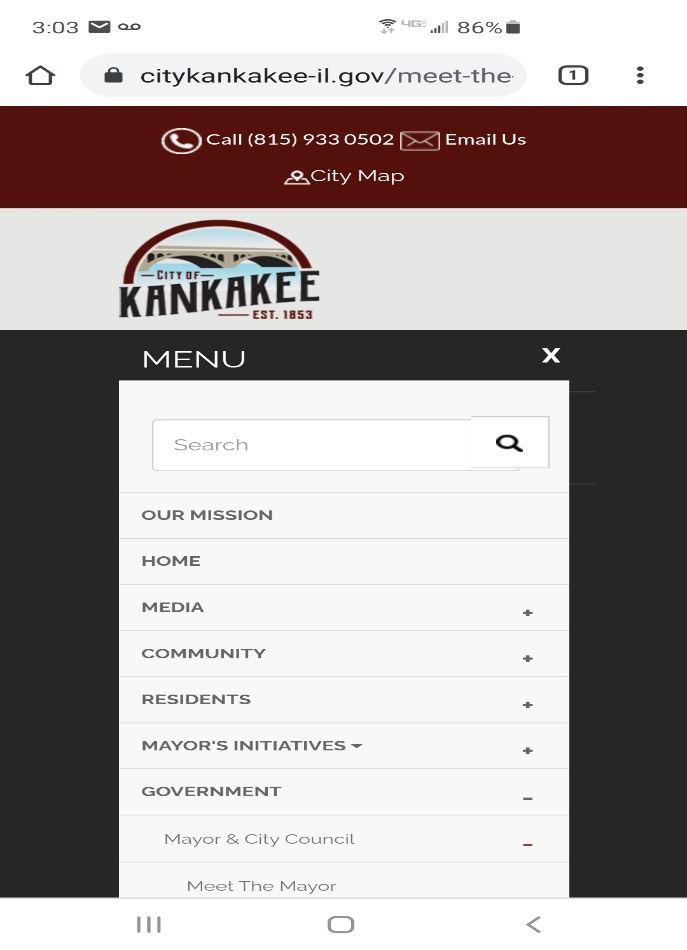 3:03 4GE 86%
citykankakee-il.gov/meet-the
1
Call (815) 933 0502 Email Us
City Map
CITY OF
KANKAKEE
EST. 1853
MENU X
Search
OUR MISSION
HOME
MEDIA +
COMMUNITY +
RESIDENTS +
MAYOR'S INITIATIVES +
GOVERNMENT -
Mayor & City Council -
Meet The Mayor